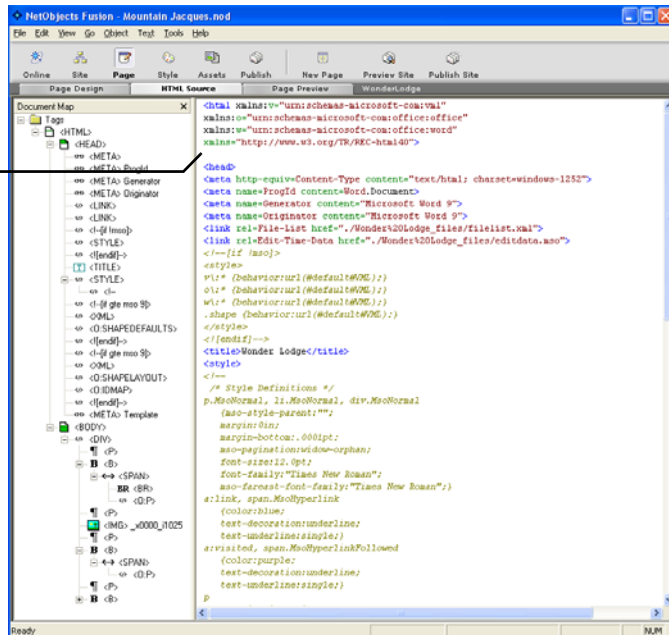 NetObjects Fusion - Mountain Jacques.nod
File Edit View Go Object Text Tools Help
Online Site Page Style Assets Publish New Page Preview Site Publish Site
Page Design HTML Source Page Preview WonderLodge
Document Map
Tags
<HTML>
<HEAD>
<META>
<META> ProgId
<META> Generator
<META> Originator
<LINK>
<LINK>
<!--[if !mso]>
<STYLE>
<![endif]-->
<TITLE>
<STYLE>
<!--
<!--[if gte mso 9]>
<XML>
<O:SHAPEDEFAULTS>
<![endif]-->
<!--[if gte mso 9]>
<XML>
<O:SHAPELAYOUT>
<O:IDMAP>
<![endif]-->
<META> Template
<BODY>
<DIV>
<P>
B <B>
<SPAN>
BR <BR>
<O:P>
<P>
<IMG> _x0000_i1025
<P>
B <B>
<SPAN>
<O:P>
<P>
B <B>
<html xmlns:v="urn:schemas-microsoft-com:vml"
xmlns:o="urn:schemas-microsoft-com:office:office"
xmlns:w="urn:schemas-microsoft-com:office:word"
xmlns="http://www.w3.org/TR/REC-html40">
<head>
<meta http-equiv=Content-Type content="text/html; charset=windows-1252">
<meta name=ProgId content=Word.Document>
<meta name=Generator content="Microsoft Word 9">
<meta name=Originator content="Microsoft Word 9">
<link rel=File-List href="./Wonder%20Lodge_files/filelist.xml">
<link rel=Edit-Time-Data href="./Wonder%20Lodge_files/editdata.mso">
<!--[if !mso]>
<style>
v\:* {behavior:url(#default#VML);}
o\:* {behavior:url(#default#VML);}
w\:* {behavior:url(#default#VML);}
.shape {behavior:url(#default#VML);}
</style>
<![endif]-->
<title>Wonder Lodge</title>
<style>
<!--
/* Style Definitions */
p.MsoNormal, li.MsoNormal, div.MsoNormal
{mso-style-parent:"";
margin:0in;
margin-bottom:.0001pt;
mso-pagination:widow-orphan;
font-size:12.0pt;
font-family:"Times New Roman";
mso-fareast-font-family:"Times New Roman";}
a:link, span.MsoHyperlink
{color:blue;
text-decoration:underline;
text-underline:single;}
a:visited, span.MsoHyperlinkFollowed
{color:purple;
text-decoration:underline;
text-underline:single;}
p
Ready NUM